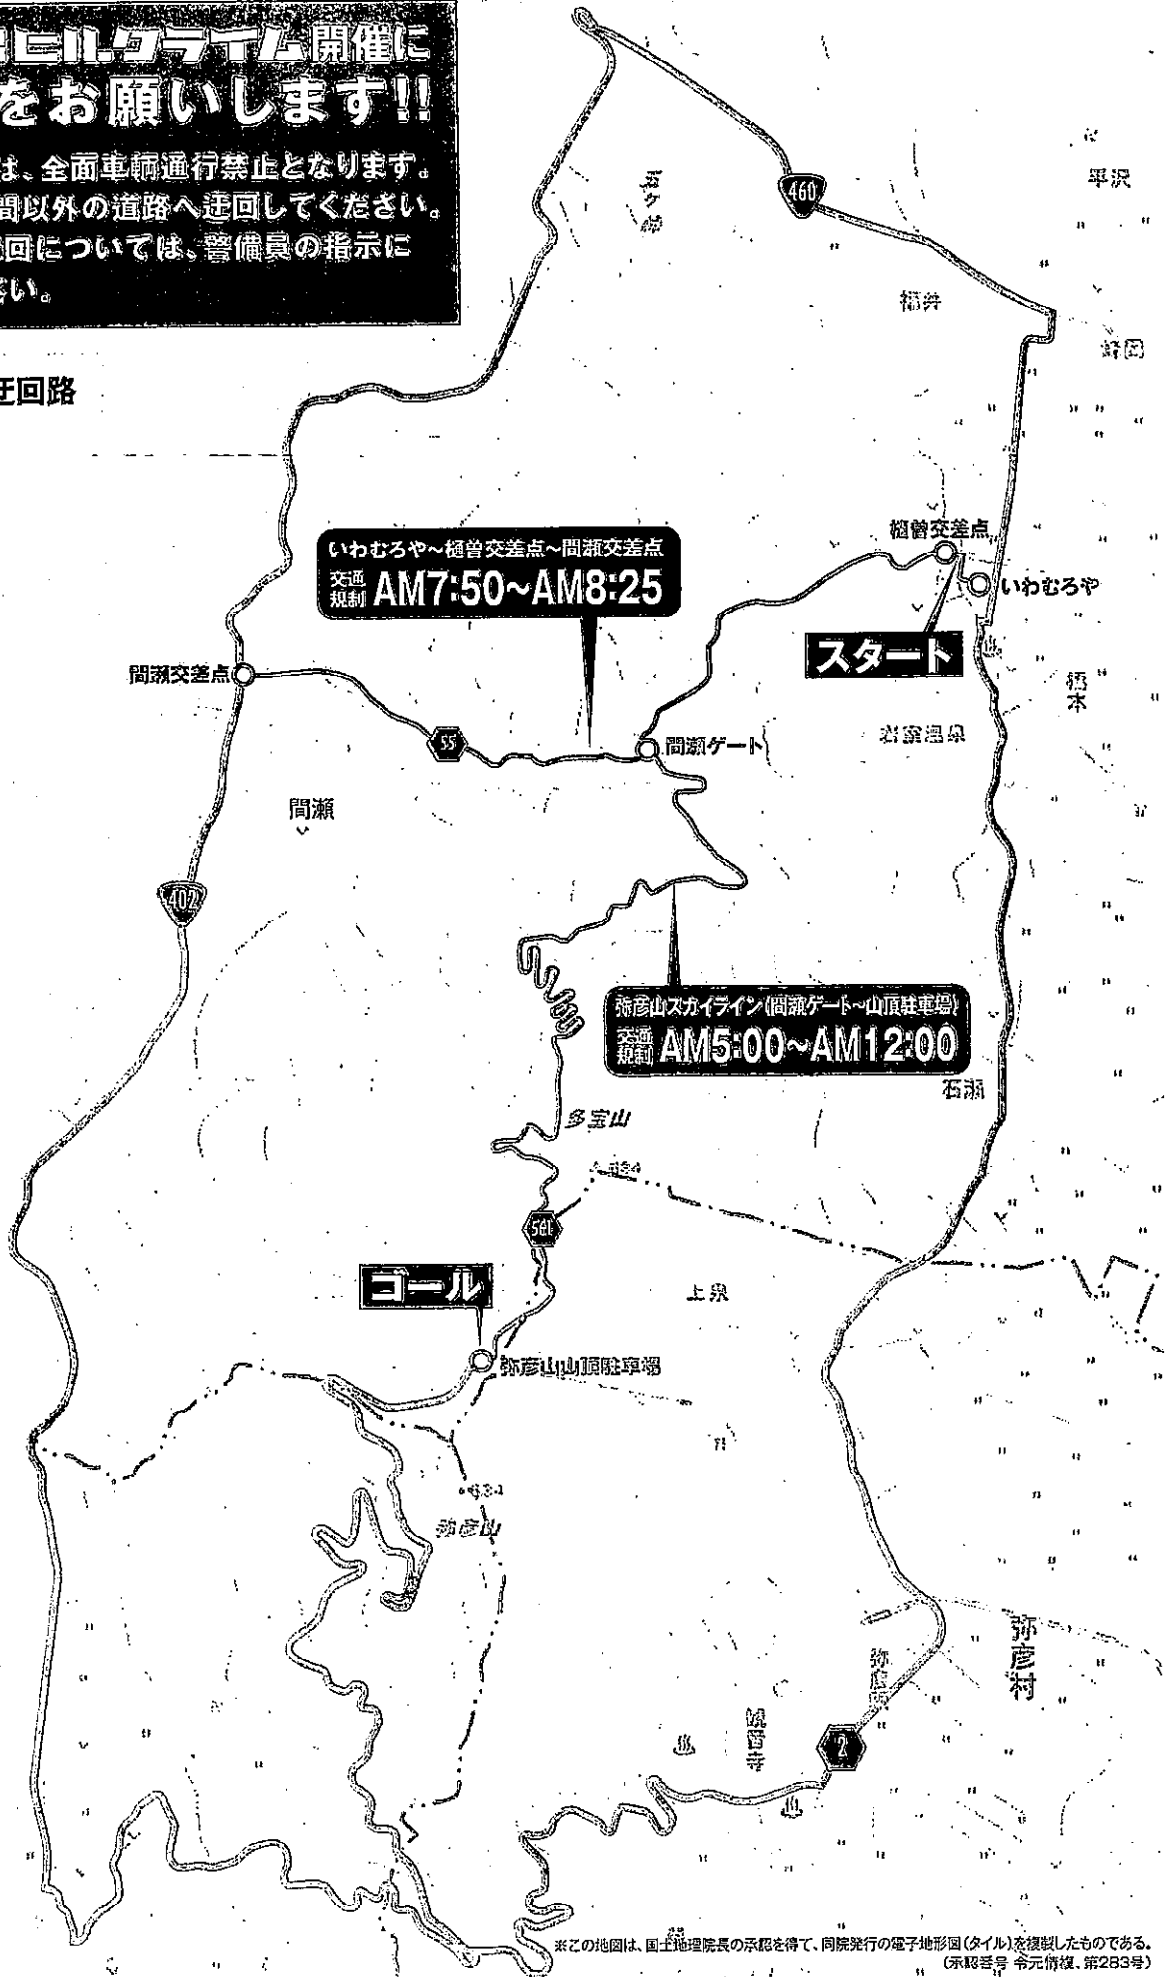 ヒルクライム開催に
をお願いします!!
は、全面車輌通行禁止となります。
間以外の道路へ迂回してください。
回については、警備員の指示に
さい。
迂回路
460
平沢
福井
樋曽交差点
いわむろや
スタート
いわむろや〜樋曽交差点〜間瀬交差点
交通
規制 AM7:50〜AM8:25
間瀬交差点
55
間瀬ゲート
岩室温泉
橋本
間瀬
402
弥彦山スカイライン(間瀬ゲート〜山頂駐車場)
交通
規制 AM5:00〜AM12:00
石瀬
多宝山
634
561
ゴール
上泉
弥彦山山頂駐車場
弥彦山
弥彦村
観音寺
2
※この地図は、国土地理院長の承認を得て、同院発行の電子地形図(タイル)を複製したものである。
(承認番号 令元情複、第283号)